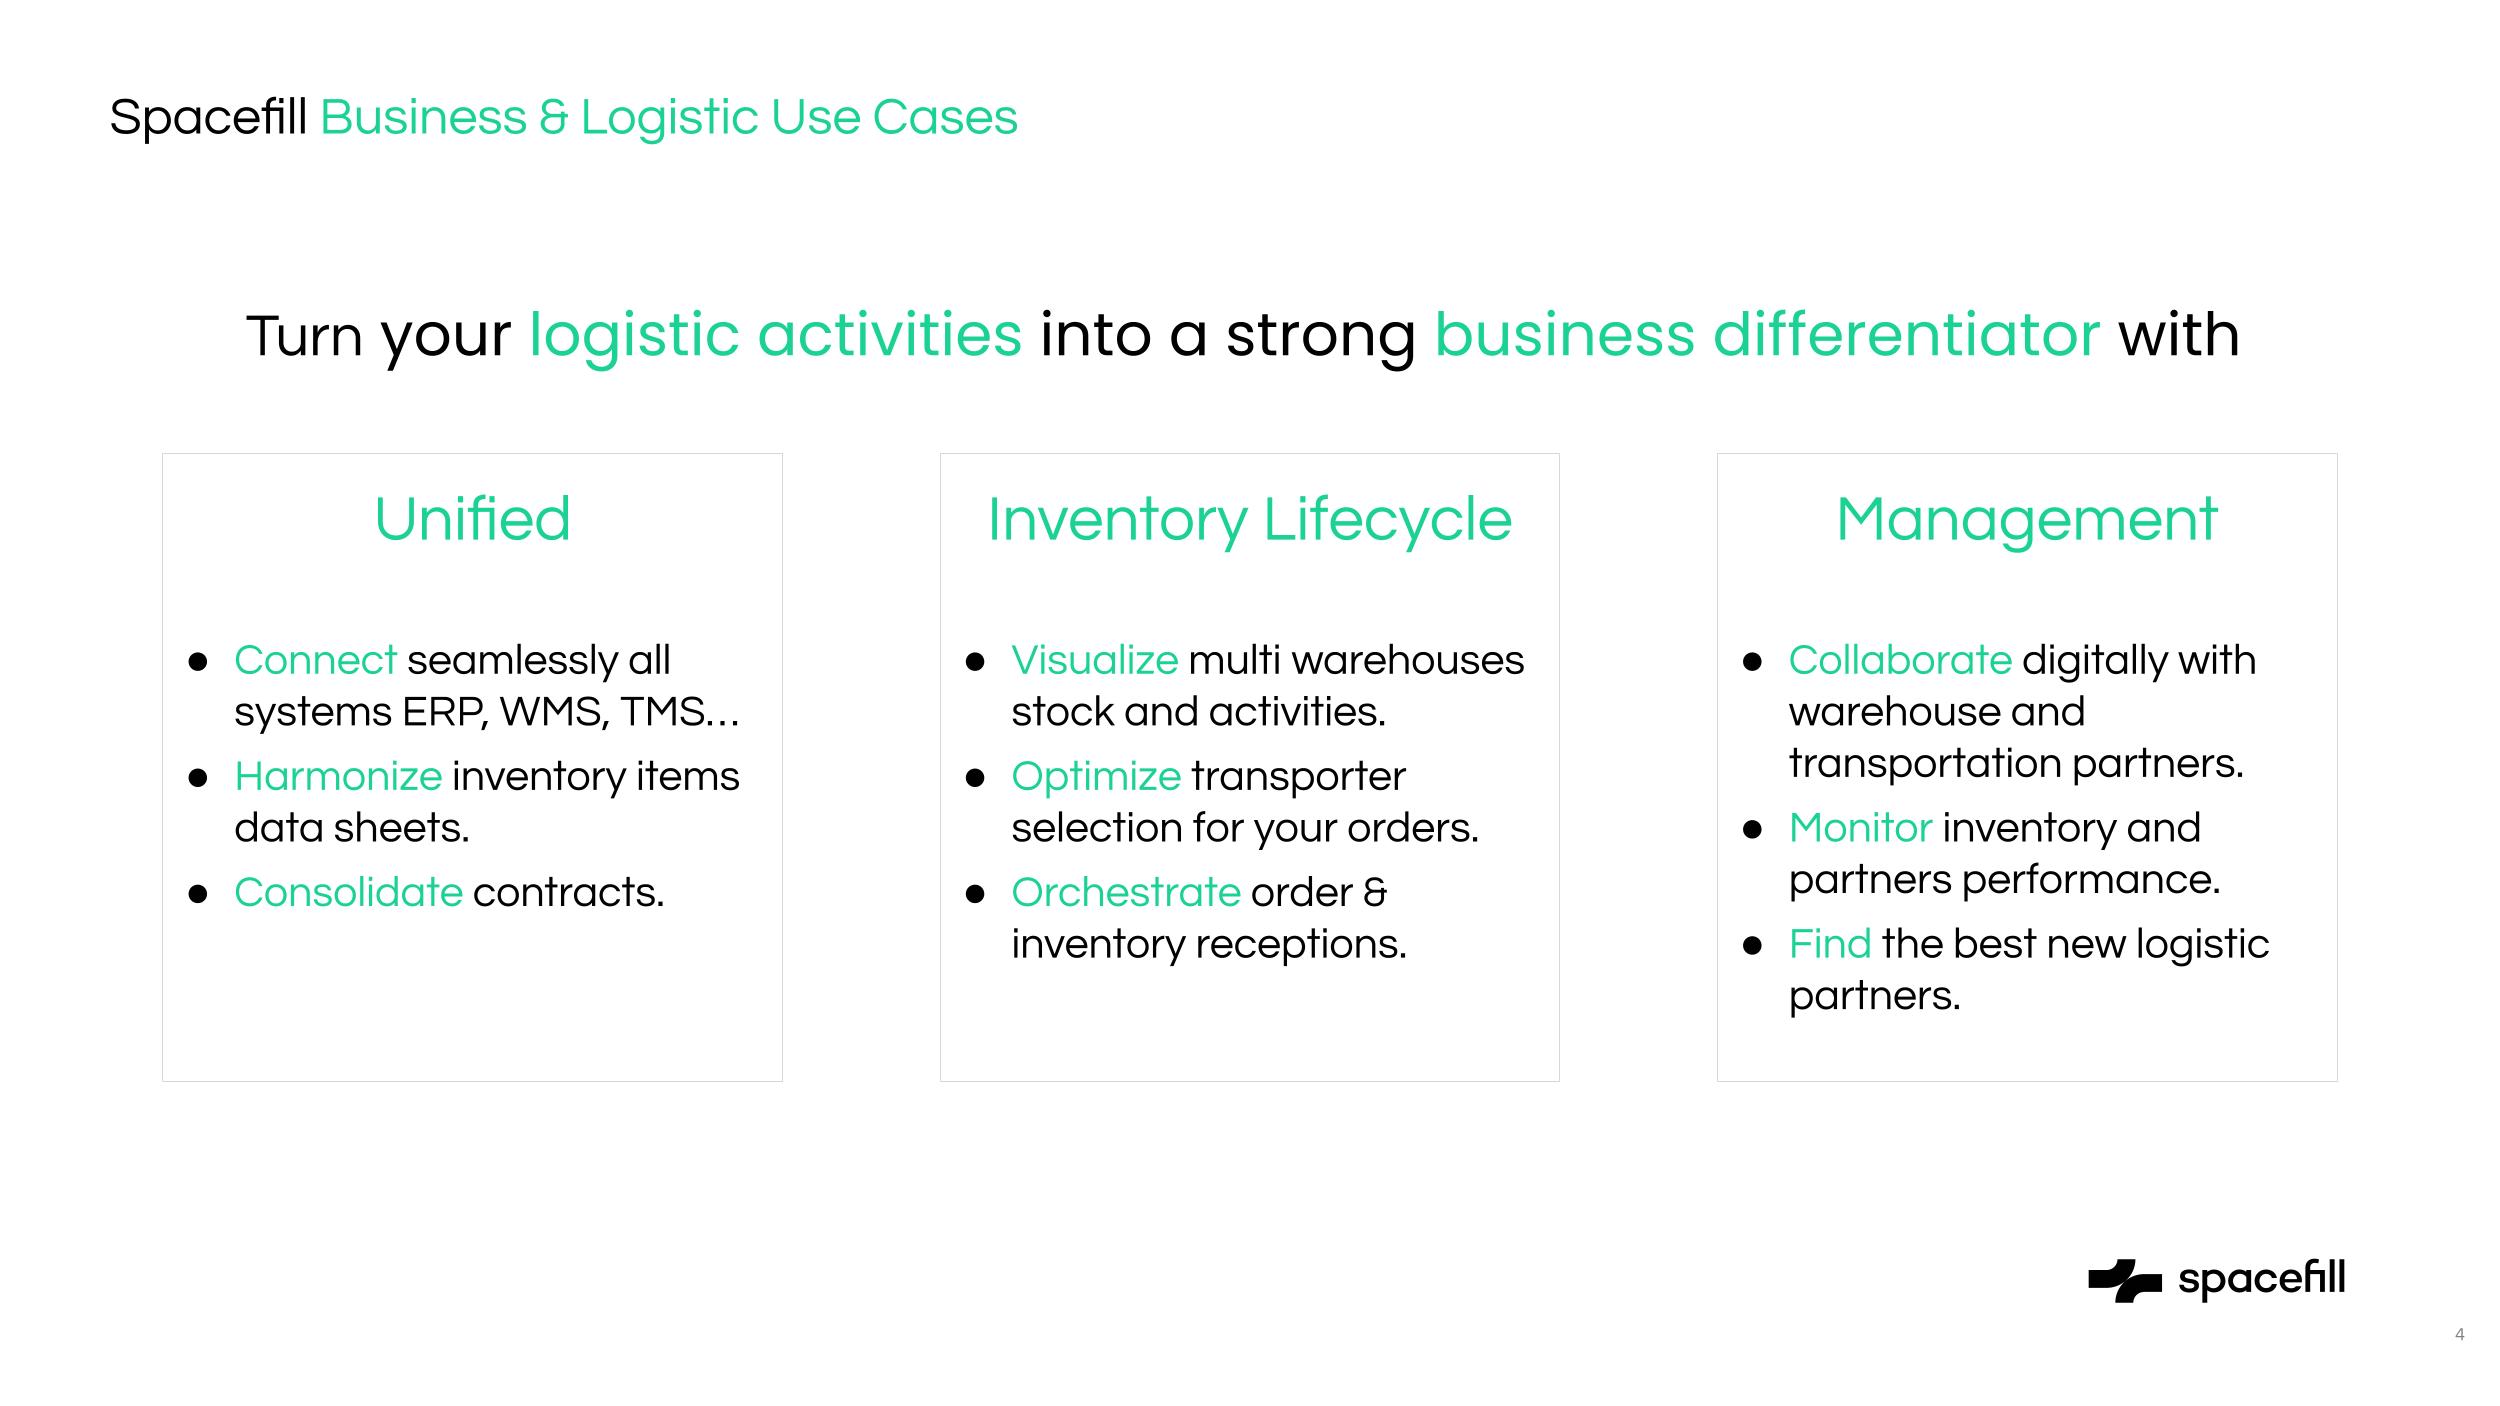 Spacefill Business & Logistic Use Cases
Turn your logistic activities into a strong business differentiator with
Unified
● Connect seamlessly all
systems ERP, WMS, TMS...
● Harmonize inventory items
data sheets.
● Consolidate contracts.
Inventory Lifecycle
● Visualize multi warehouses
stock and activities.
● Optimize transporter
selection for your orders.
● Orchestrate order &
inventory receptions.
Management
● Collaborate digitally with
warehouse and
transportation partners.
● Monitor inventory and
partners performance.
● Find the best new logistic
partners.
spacefill
4